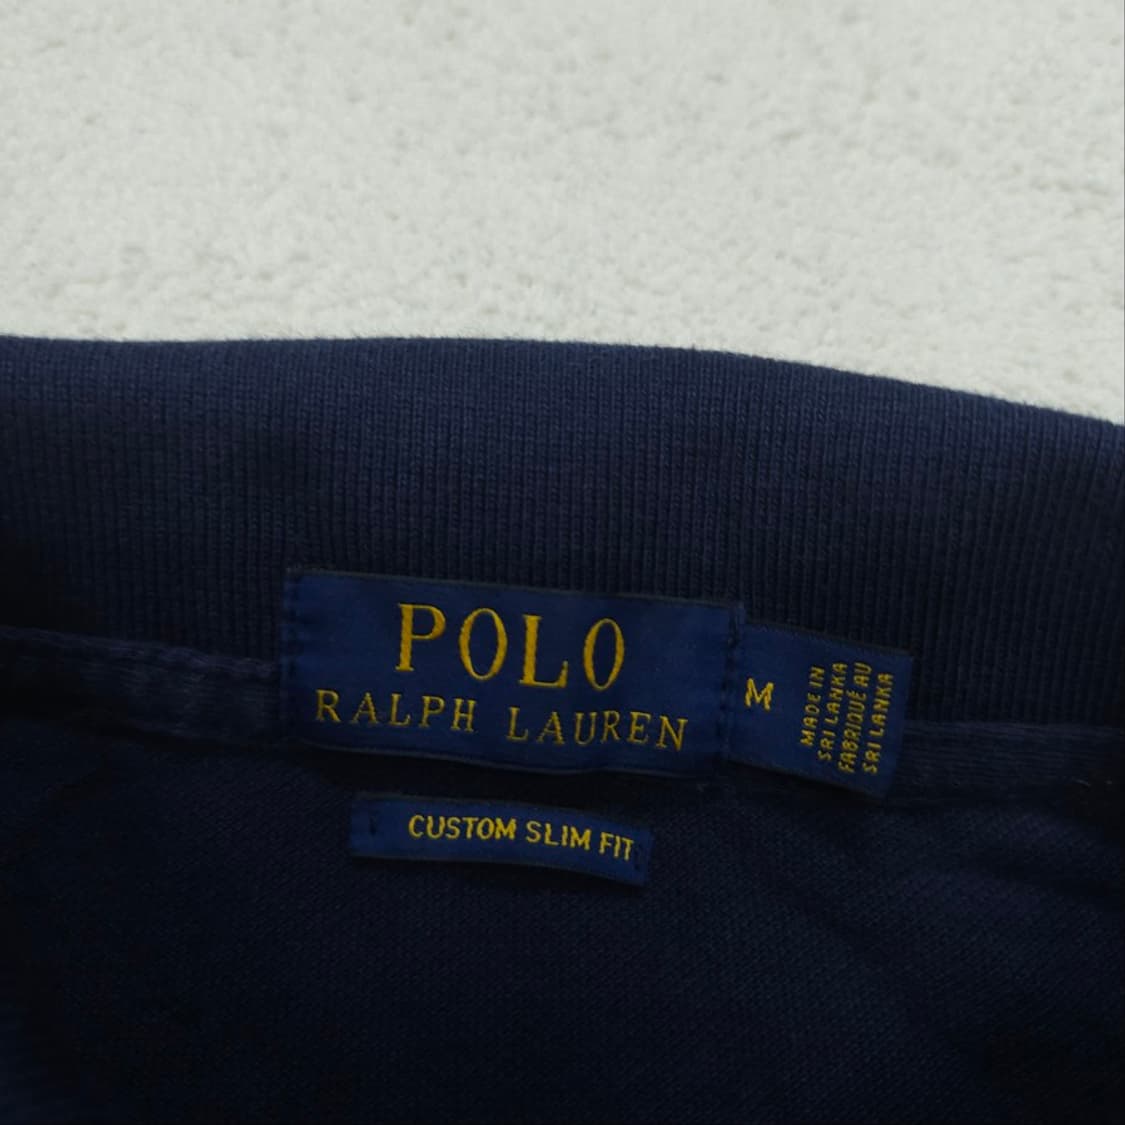 POLO
RALPH LAUREN
M
MADE IN
SRI LANKA
FABRIQUÉ AU
SRI LANKA
CUSTOM SLIM FIT